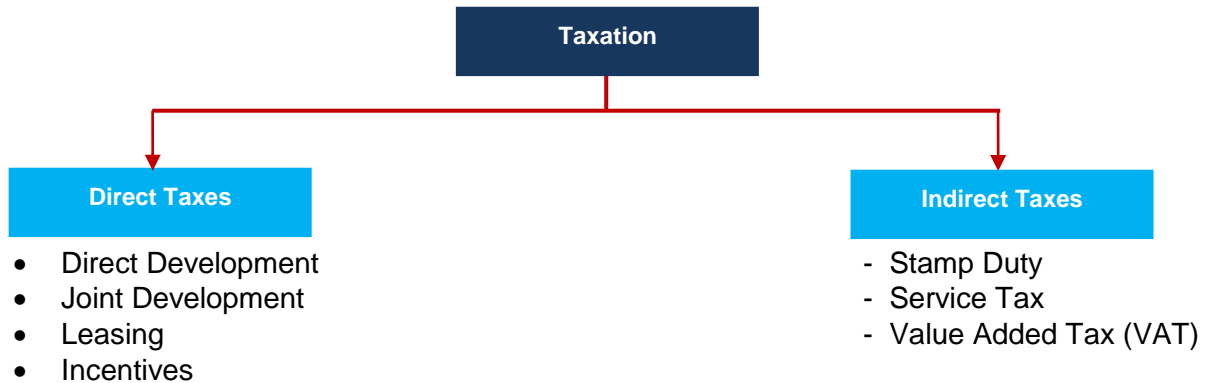 Taxation
Direct Taxes
• Direct Development
• Joint Development
• Leasing
• Incentives
Indirect Taxes
- Stamp Duty
- Service Tax
- Value Added Tax (VAT)